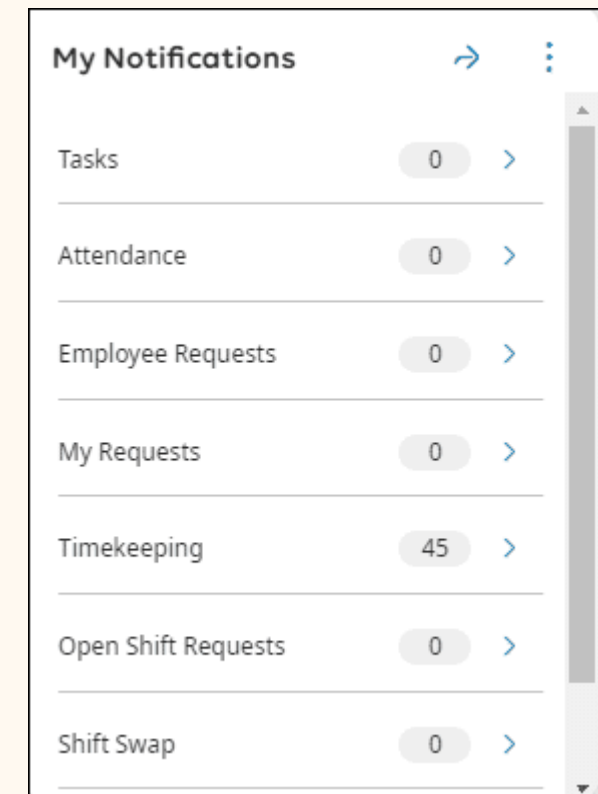 My Notifications
Tasks 0
Attendance 0
Employee Requests 0
My Requests 0
Timekeeping 45
Open Shift Requests 0
Shift Swap 0